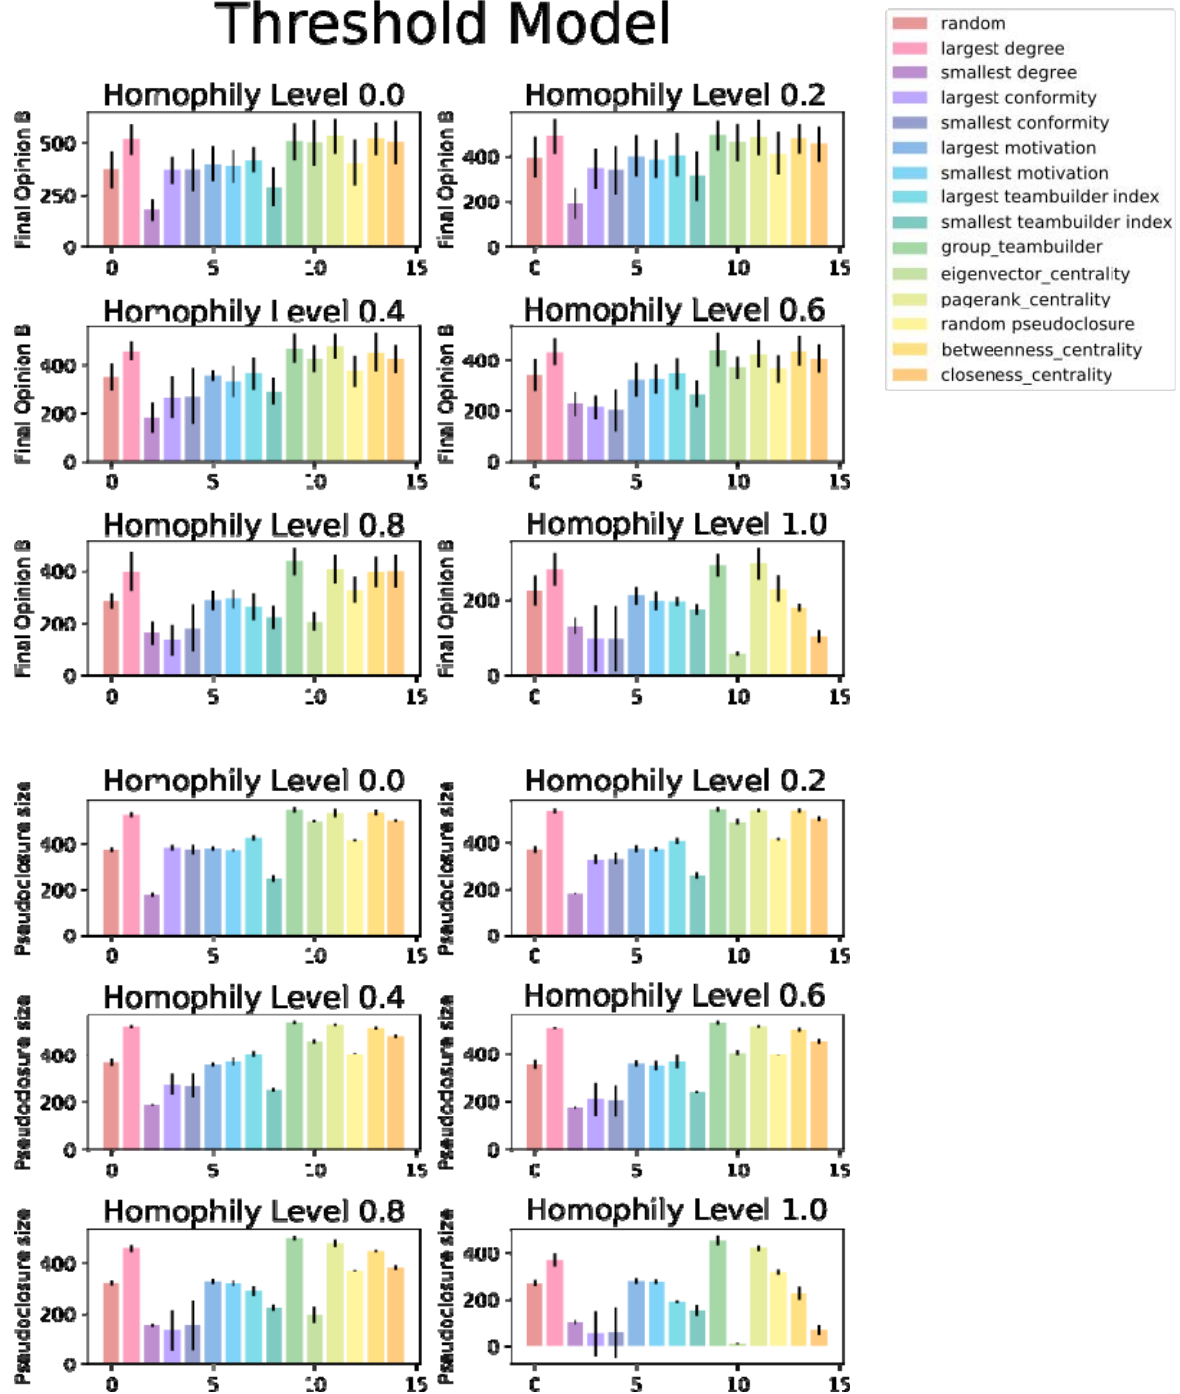 Threshold Model
random
largest degree
smallest degree
largest conformity
smallest conformity
largest motivation
smallest motivation
largest teambuilder index
smallest teambuilder index
group_teambuilder
eigenvector_centrality
pagerank_centrality
random pseudoclosure
betweenness_centrality
closeness_centrality
Homophily Level 0.0
Final Opinion B
500
250
0
0 5 10 15
Homophily Level 0.2
Final Opinion B
400
200
0
0 5 10 15
Homophily Level 0.4
Final Opinion B
400
200
0
0 5 10 15
Homophily Level 0.6
Final Opinion B
400
200
0
0 5 10 15
Homophily Level 0.8
Final Opinion B
400
200
0
0 5 10 15
Homophily Level 1.0
Final Opinion B
200
0
0 5 10 15
Homophily Level 0.0
Pseudoclosure size
400
200
0
0 5 10 15
Homophily Level 0.2
Pseudoclosure size
400
200
0
0 5 10 15
Homophily Level 0.4
Pseudoclosure size
400
200
0
0 5 10 15
Homophily Level 0.6
Pseudoclosure size
400
200
0
0 5 10 15
Homophily Level 0.8
Pseudoclosure size
400
200
0
0 5 10 15
Homophily Level 1.0
Pseudoclosure size
400
200
0
0 5 10 15